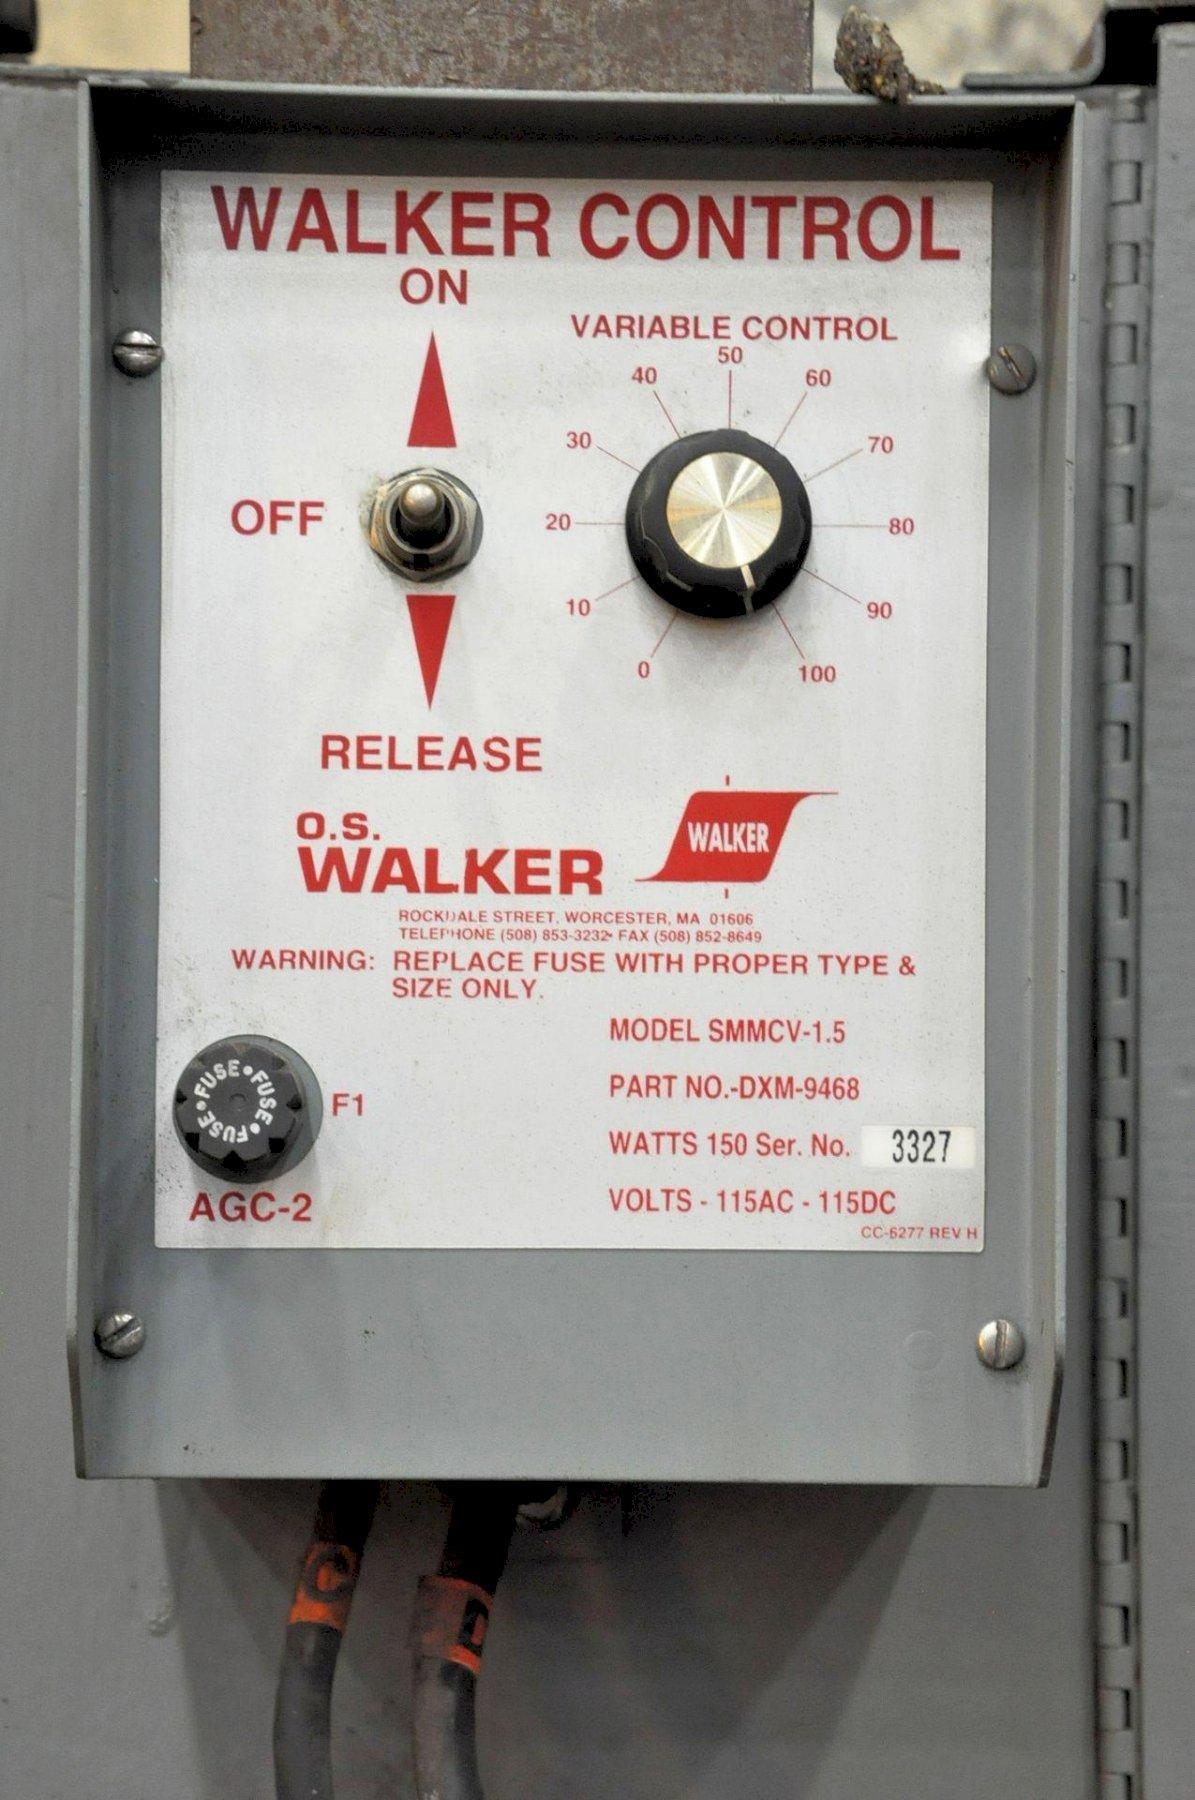 WALKER CONTROL
ON
VARIABLE CONTROL
50
40 60
30 70
OFF
20 80
10 90
0 100
RELEASE
O.S.
WALKER
WALKER
ROCKDALE STREET, WORCESTER, MA 01606
TELEPHONE (508) 853-3232 FAX (508) 852-8649
WARNING: REPLACE FUSE WITH PROPER TYPE &
SIZE ONLY.
MODEL SMMCV-1.5
FUSE • FUSE • FUSE • FUSE •
F1
PART NO.-DXM-9468
WATTS 150 Ser. No. 3327
AGC-2
VOLTS - 115AC - 115DC
CC-6277 REV H
C